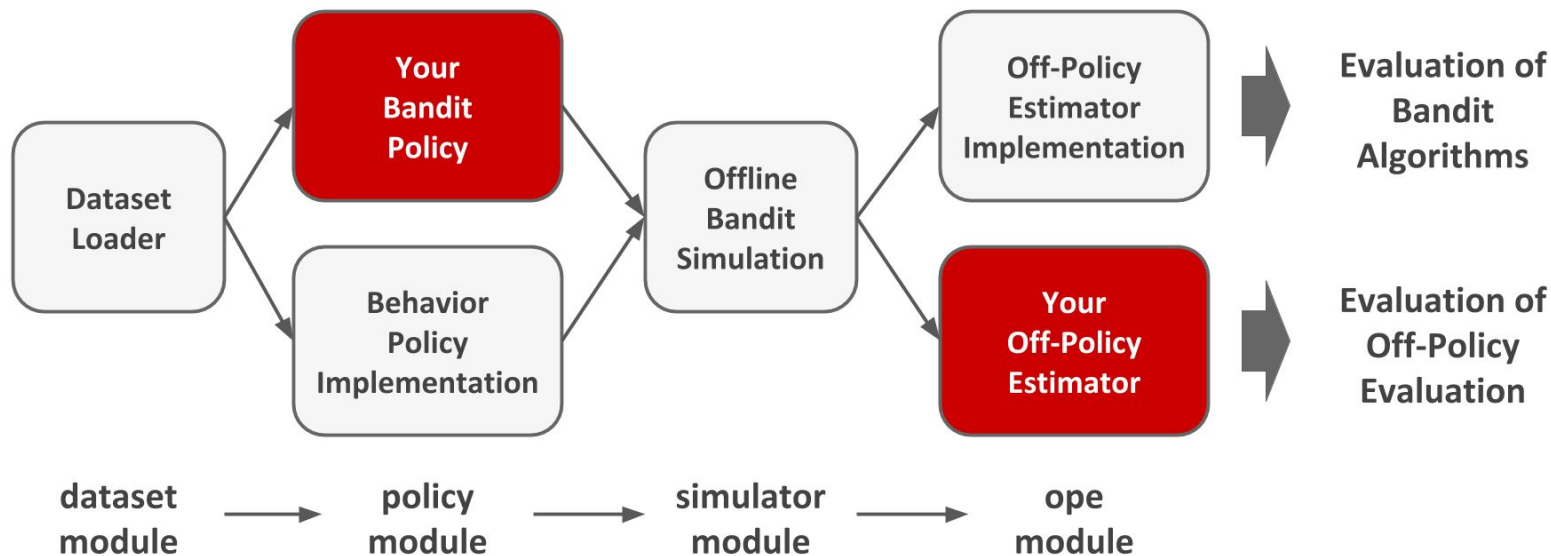 Dataset
Loader
Your
Bandit
Policy
Behavior
Policy
Implementation
Offline
Bandit
Simulation
Off-Policy
Estimator
Implementation
Your
Off-Policy
Estimator
Evaluation of
Bandit
Algorithms
Evaluation of
Off-Policy
Evaluation
dataset
module
policy
module
simulator
module
ope
module